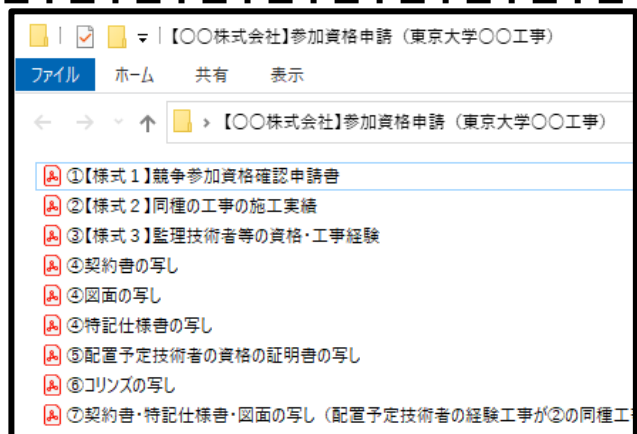 【〇〇株式会社】参加資格申請（東京大学〇〇工事）
ファイル ホーム 共有 表示
【〇〇株式会社】参加資格申請（東京大学〇〇工事）
①【様式１】競争参加資格確認申請書
②【様式２】同種の工事の施工実績
③【様式３】監理技術者等の資格・工事経験
④契約書の写し
④図面の写し
④特記仕様書の写し
⑤配置予定技術者の資格の証明書の写し
⑥コリンズの写し
⑦契約書・特記仕様書・図面の写し（配置予定技術者の経験工事が②の同種工